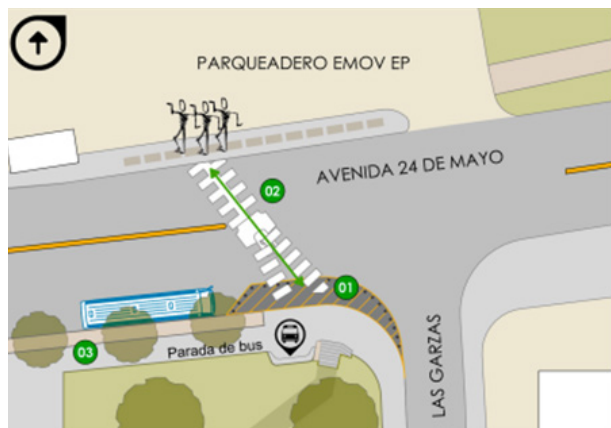 PARQUEADERO EMOV EP
AVENIDA 24 DE MAYO
02
01
03
Parada de bus
LAS GARZAS